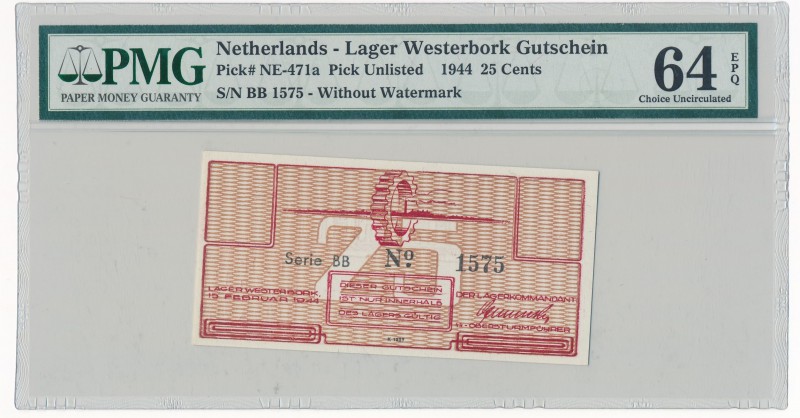 PMG
PAPER MONEY GUARANTY
Netherlands - Lager Westerbork Gutschein
Pick# NE-471a Pick Unlisted 1944 25 Cents
S/N BB 1575 - Without Watermark
64 EPQ
Choice Uncirculated
25
Serie BB No 1575
LAGER WESTERBORK,
15 FEBRUAR 1944
DIESER GUTSCHEIN
IST NUR INNERHALB
DES LAGERS GÜLTIG
DER LAGERKOMMANDANT:
OBERSTURMFÜHRER